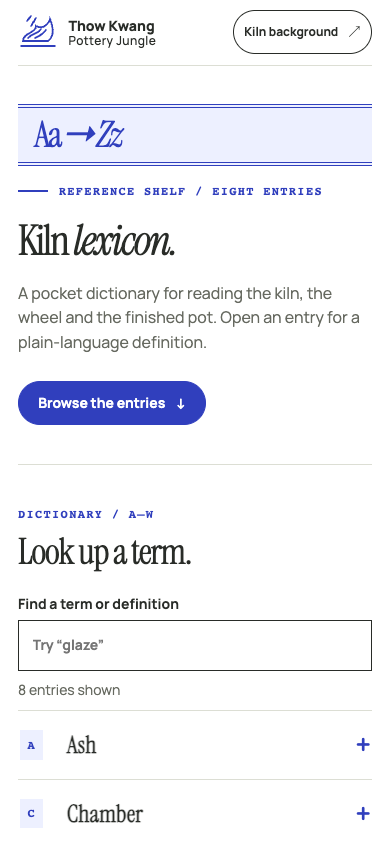 Thow Kwang
Pottery Jungle
Kiln background ↗
Aa→Zz
REFERENCE SHELF / EIGHT ENTRIES
Kiln lexicon.
A pocket dictionary for reading the kiln, the
wheel and the finished pot. Open an entry for a
plain-language definition.
Browse the entries ↓
DICTIONARY / A—W
Look up a term.
Find a term or definition
Try “glaze”
8 entries shown
A Ash +
C Chamber +